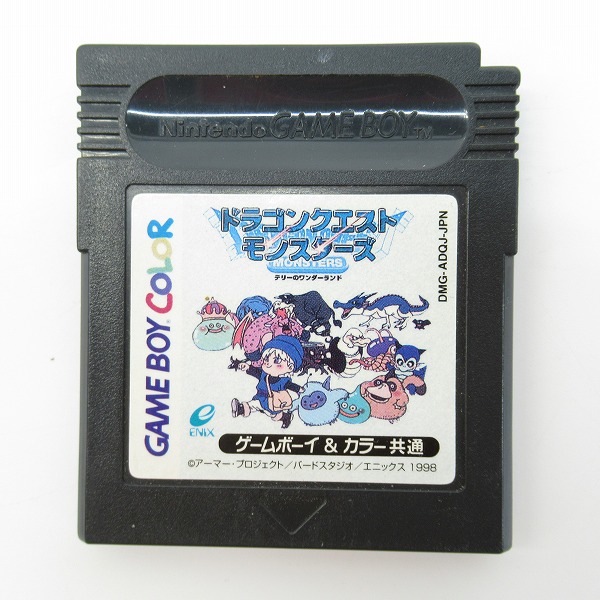 Nintendo GAME BOY TM
GAME BOY COLOR
ドラゴンクエスト
モンスターズ
MONSTERS
テリーのワンダーランド
DMG-ADQJ-JPN
ENIX
ゲームボーイ & カラー共通
©アーマー・プロジェクト/バードスタジオ/エニックス 1998